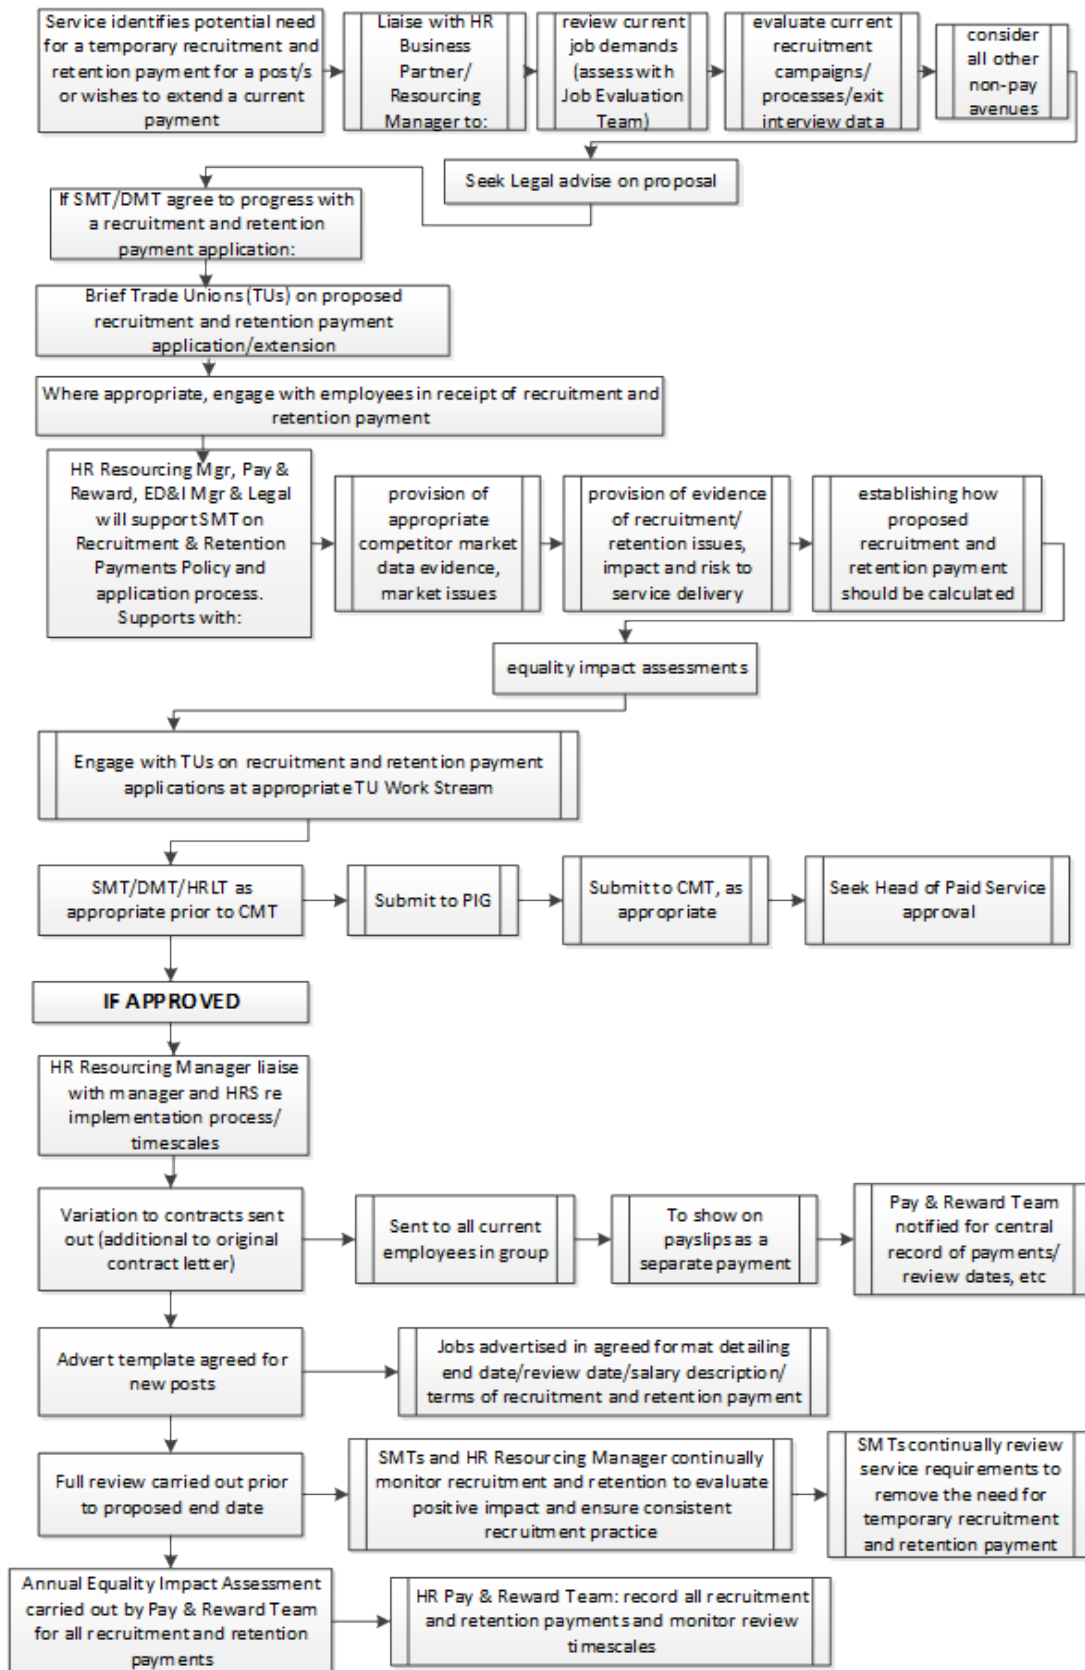 Service identifies potential need
for a temporary recruitment and
retention payment for a post/s
or wishes to extend a current
payment
Liaise with HR
Business
Partner/
Resourcing
Manager to:
review current
job demands
(assess with
Job Evaluation
Team)
evaluate current
recruitment
campaigns/
processes/exit
interview data
consider
all other
non-pay
avenues
Seek Legal advise on proposal
If SMT/DMT agree to progress with
a recruitment and retention
payment application:
Brief Trade Unions (TUs) on proposed
recruitment and retention payment
application/extension
Where appropriate, engage with employees in receipt of recruitment and
retention payment
HR Resourcing Mgr, Pay &
Reward, ED&I Mgr & Legal
will support SMT on
Recruitment & Retention
Payments Policy and
application process.
Supports with:
provision of
appropriate
competitor market
data evidence,
market issues
provision of evidence
of recruitment/
retention issues,
impact and risk to
service delivery
establishing how
proposed
recruitment and
retention payment
should be calculated
equality impact assessments
Engage with TUs on recruitment and retention payment
applications at appropriate TU Work Stream
SMT/DMT/HRLT as
appropriate prior to CMT
Submit to PIG
Submit to CMT, as
appropriate
Seek Head of Paid Service
approval
IF APPROVED
HR Resourcing Manager liaise
with manager and HRS re
implementation process/
timescales
Variation to contracts sent
out (additional to original
contract letter)
Sent to all current
employees in group
To show on
payslips as a
separate payment
Pay & Reward Team
notified for central
record of payments/
review dates, etc
Advert template agreed for
new posts
Jobs advertised in agreed format detailing
end date/review date/salary description/
terms of recruitment and retention payment
Full review carried out prior
to proposed end date
SMTs and HR Resourcing Manager continually
monitor recruitment and retention to evaluate
positive impact and ensure consistent
recruitment practice
SMTs continually review
service requirements to
remove the need for
temporary recruitment
and retention payment
Annual Equality Impact Assessment
carried out by Pay & Reward Team
for all recruitment and retention
payments
HR Pay & Reward Team: record all recruitment
and retention payments and monitor review
timescales